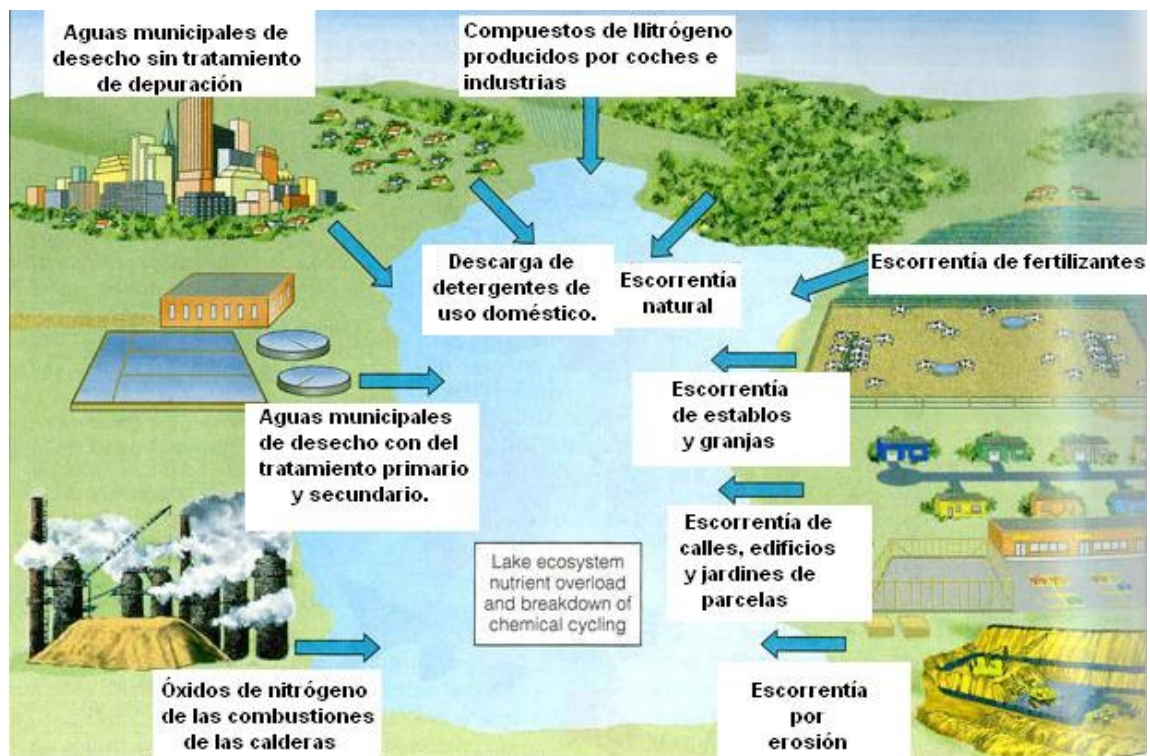 Aguas municipales de
desecho sin tratamiento
de depuración
Compuestos de Nitrógeno
producidos por coches e
industrias
Descarga de
detergentes de
uso doméstico.
Escorrentía
natural
Escorrentía de fertilizantes
Escorrentía
de establos
y granjas
Aguas municipales
de desecho con del
tratamiento primario
y secundario.
Escorrentía de
calles, edificios
y jardines de
parcelas
Lake ecosystem
nutrient overload
and breakdown of
chemical cycling
Óxidos de nitrógeno
de las combustiones
de las calderas
Escorrentía
por
erosión